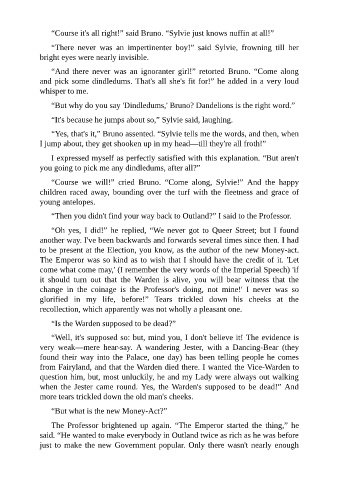 “Course it's all right!” said Bruno. “Sylvie just knows nuffin at all!”
“There never was an impertinenter boy!” said Sylvie, frowning till her
bright eyes were nearly invisible.
“And there never was an ignoranter girl!” retorted Bruno. “Come along
and pick some dindledums. That's all she's fit for!” he added in a very loud
whisper to me.
“But why do you say 'Dindledums,' Bruno? Dandelions is the right word.”
“It's because he jumps about so,” Sylvie said, laughing.
“Yes, that's it,” Bruno assented. “Sylvie tells me the words, and then, when
I jump about, they get shooken up in my head—till they're all froth!”
I expressed myself as perfectly satisfied with this explanation. “But aren't
you going to pick me any dindledums, after all?”
“Course we will!” cried Bruno. “Come along, Sylvie!” And the happy
children raced away, bounding over the turf with the fleetness and grace of
young antelopes.
“Then you didn't find your way back to Outland?” I said to the Professor.
“Oh yes, I did!” he replied, “We never got to Queer Street; but I found
another way. I've been backwards and forwards several times since then. I had
to be present at the Election, you know, as the author of the new Money-act.
The Emperor was so kind as to wish that I should have the credit of it. 'Let
come what come may,' (I remember the very words of the Imperial Speech) 'if
it should turn out that the Warden is alive, you will bear witness that the
change in the coinage is the Professor's doing, not mine!' I never was so
glorified in my life, before!” Tears trickled down his cheeks at the
recollection, which apparently was not wholly a pleasant one.
“Is the Warden supposed to be dead?”
“Well, it's supposed so: but, mind you, I don't believe it! The evidence is
very weak—mere hear-say. A wandering Jester, with a Dancing-Bear (they
found their way into the Palace, one day) has been telling people he comes
from Fairyland, and that the Warden died there. I wanted the Vice-Warden to
question him, but, most unluckily, he and my Lady were always out walking
when the Jester came round. Yes, the Warden's supposed to be dead!” And
more tears trickled down the old man's cheeks.
“But what is the new Money-Act?”
The Professor brightened up again. “The Emperor started the thing,” he
said. “He wanted to make everybody in Outland twice as rich as he was before
just to make the new Government popular. Only there wasn't nearly enough